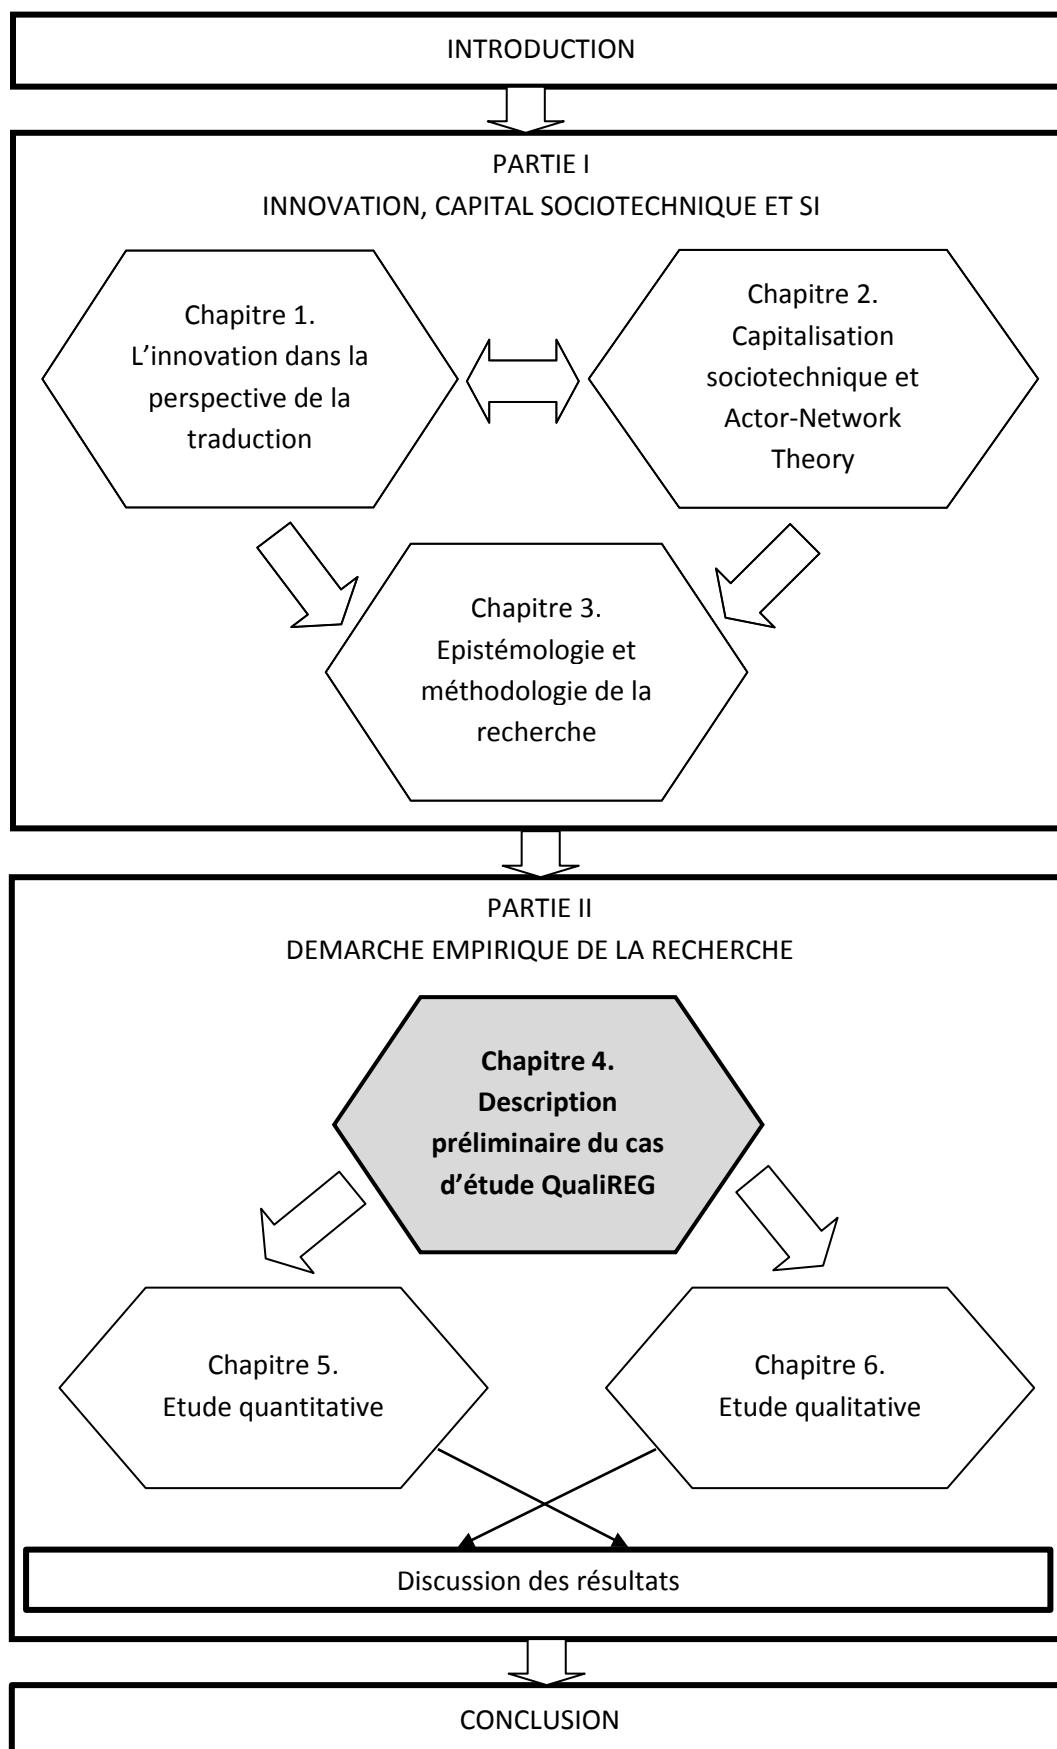 INTRODUCTION
PARTIE I
INNOVATION, CAPITAL SOCIOTECHNIQUE ET SI
Chapitre 1.
L’innovation dans la
perspective de la
traduction
Chapitre 2.
Capitalisation
sociotechnique et
Actor-Network
Theory
Chapitre 3.
Epistémologie et
méthodologie de la
recherche
PARTIE II
DEMARCHE EMPIRIQUE DE LA RECHERCHE
Chapitre 4.
Description
préliminaire du cas
d’étude QualiREG
Chapitre 5.
Etude quantitative
Chapitre 6.
Etude qualitative
Discussion des résultats
CONCLUSION